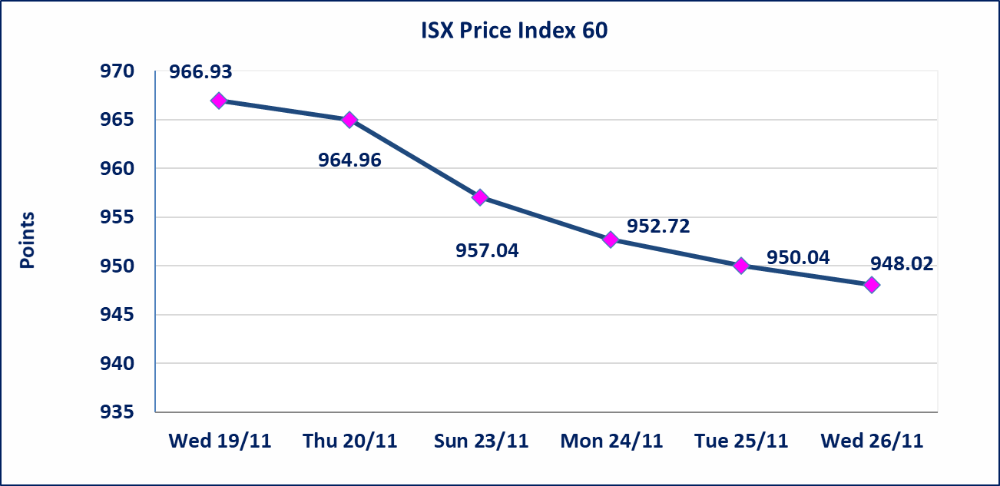 ISX Price Index 60
Points
970
965
960
955
950
945
940
935
966.93
964.96
957.04
952.72
950.04
948.02
Wed 19/11
Thu 20/11
Sun 23/11
Mon 24/11
Tue 25/11
Wed 26/11